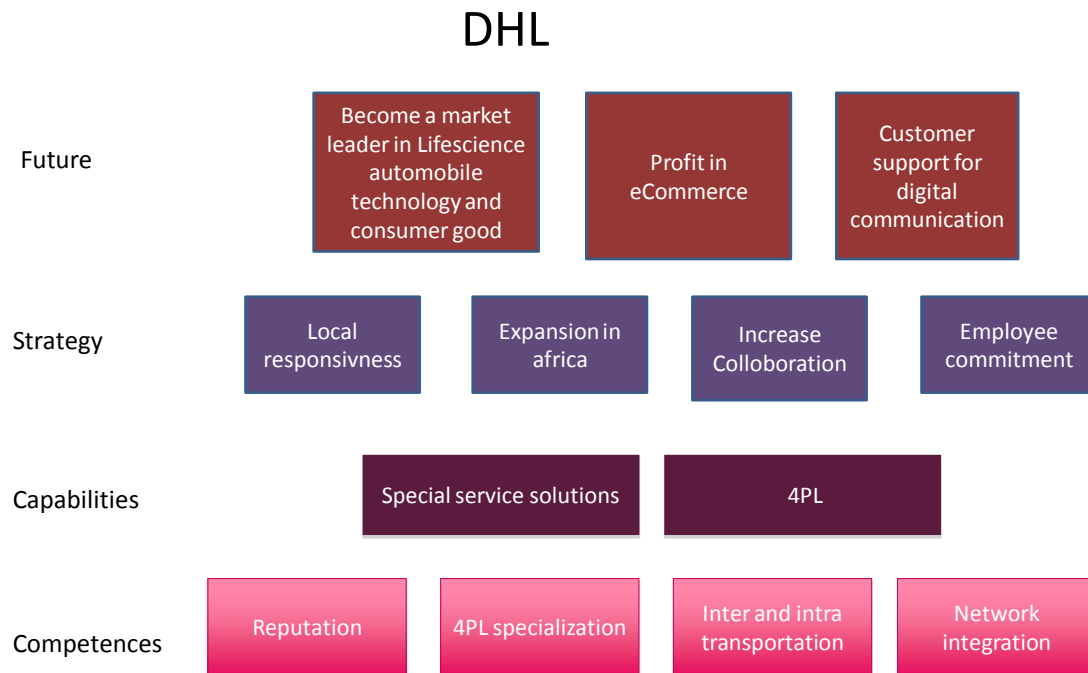 DHL
Future
Become a market
leader in Lifescience
automobile
technology and
consumer good
Profit in
eCommerce
Customer
support for
digital
communication
Strategy
Local
responsivness
Expansion in
africa
Increase
Colloboration
Employee
commitment
Capabilities
Special service solutions
4PL
Competences
Reputation
4PL specialization
Inter and intra
transportation
Network
integration